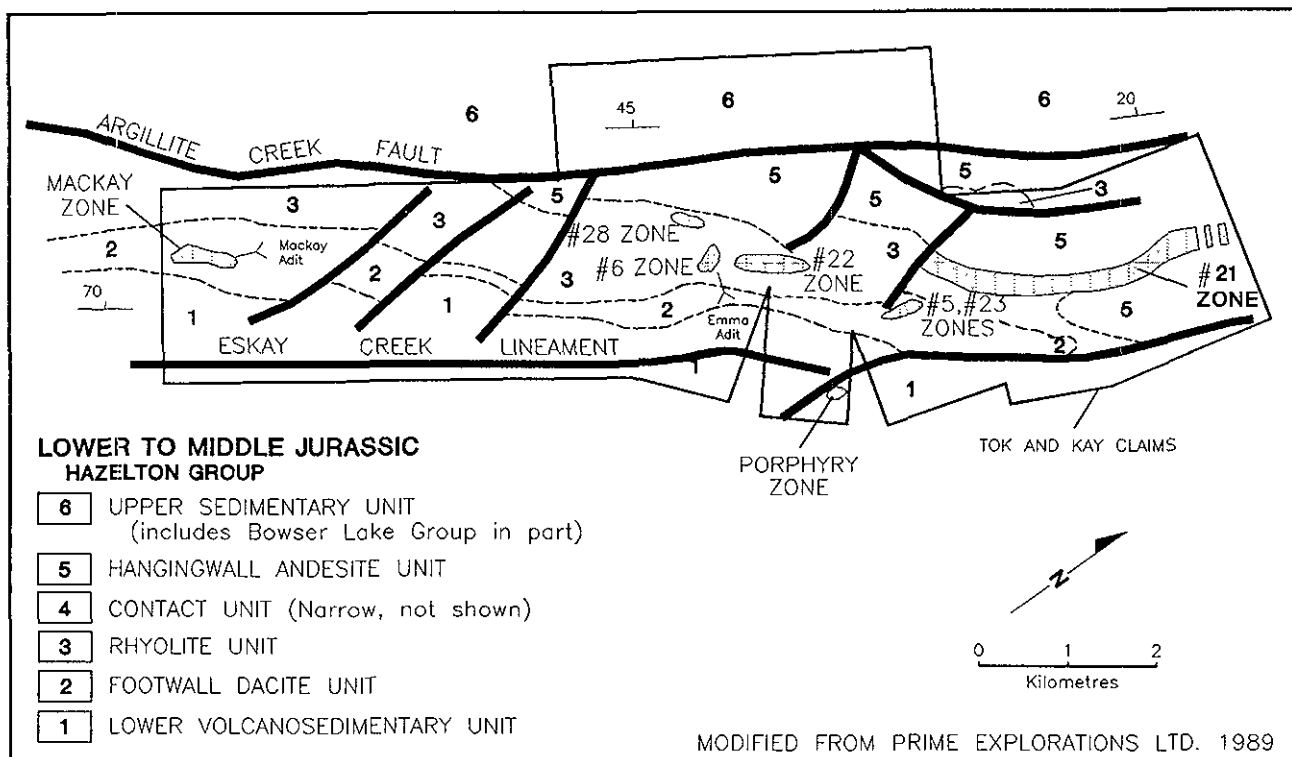 6
6
6
45
20
ARGILLITE CREEK FAULT
MACKAY
ZONE
3
5
5
5
5
3
2
3
#28 ZONE
3
5
Mackay
Adit
#6 ZONE
#22
ZONE
3
#21
ZONE
2
70
1
1
2
Emma
Adit
#5,#23
ZONES
5
2
ESKAY CREEK LINEAMENT
1
1
PORPHYRY
ZONE
TOK AND KAY CLAIMS
LOWER TO MIDDLE JURASSIC
HAZELTON GROUP
6 UPPER SEDIMENTARY UNIT
(includes Bowser Lake Group in part)
5 HANGINGWALL ANDESITE UNIT
4 CONTACT UNIT (Narrow, not shown)
3 RHYOLITE UNIT
2 FOOTWALL DACITE UNIT
1 LOWER VOLCANOSEDIMENTARY UNIT
N
0 1 2
Kilometres
MODIFIED FROM PRIME EXPLORATIONS LTD. 1989